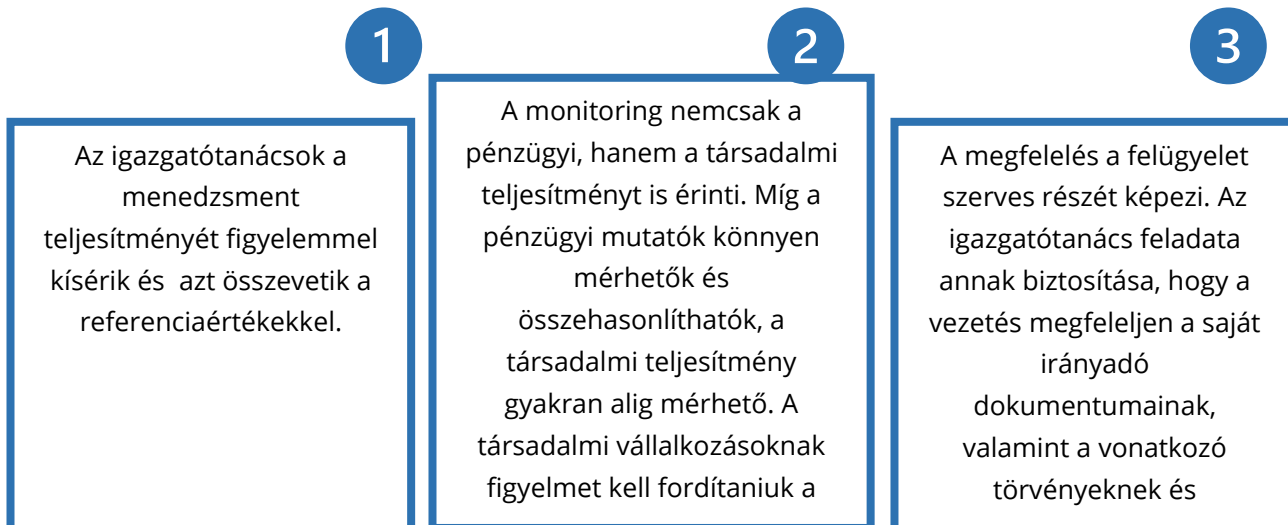 1
Az igazgatótanácsok a
menedzsment
teljesítményét figyelemmel
kísérik és  azt összevetik a
referenciaértékekkel.
2
A monitoring nemcsak a
pénzügyi, hanem a társadalmi
teljesítményt is érinti. Míg a
pénzügyi mutatók könnyen
mérhetők és
összehasonlíthatók, a
társadalmi teljesítmény
gyakran alig mérhető. A
társadalmi vállalkozásoknak
figyelmet kell fordítaniuk a
3
A megfelelés a felügyelet
szerves részét képezi. Az
igazgatótanács feladata
annak biztosítása, hogy a
vezetés megfeleljen a saját
irányadó
dokumentumainak,
valamint a vonatkozó
törvényeknek és